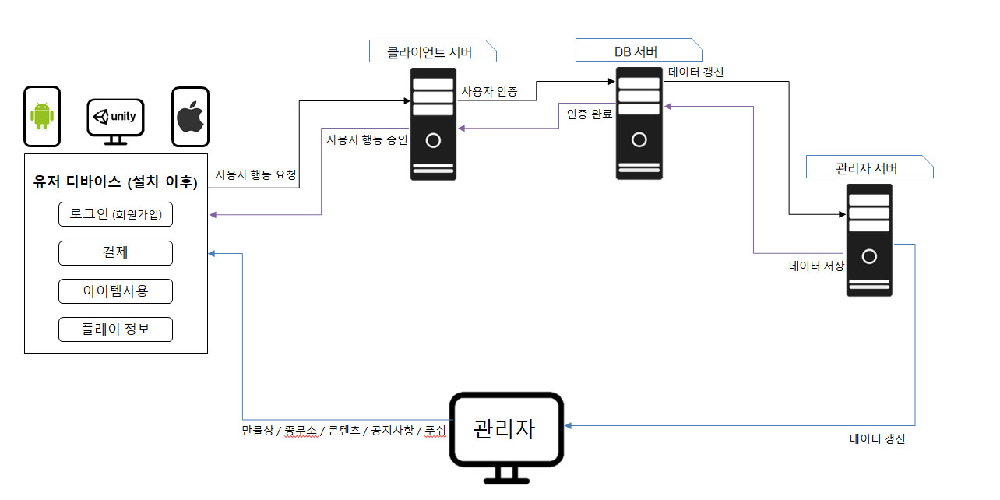 클라이언트 서버
DB 서버
데이터 갱신
사용자 인증
인증 완료
unity
사용자 행동 승인
유저 디바이스 (설치 이후)
사용자 행동 요청
관리자 서버
로그인 (회원가입)
결제
아이템사용
플레이 정보
데이터 저장
만물상 / 종무소 / 콘텐츠 / 공지사항 / 푸쉬
관리자
데이터 갱신